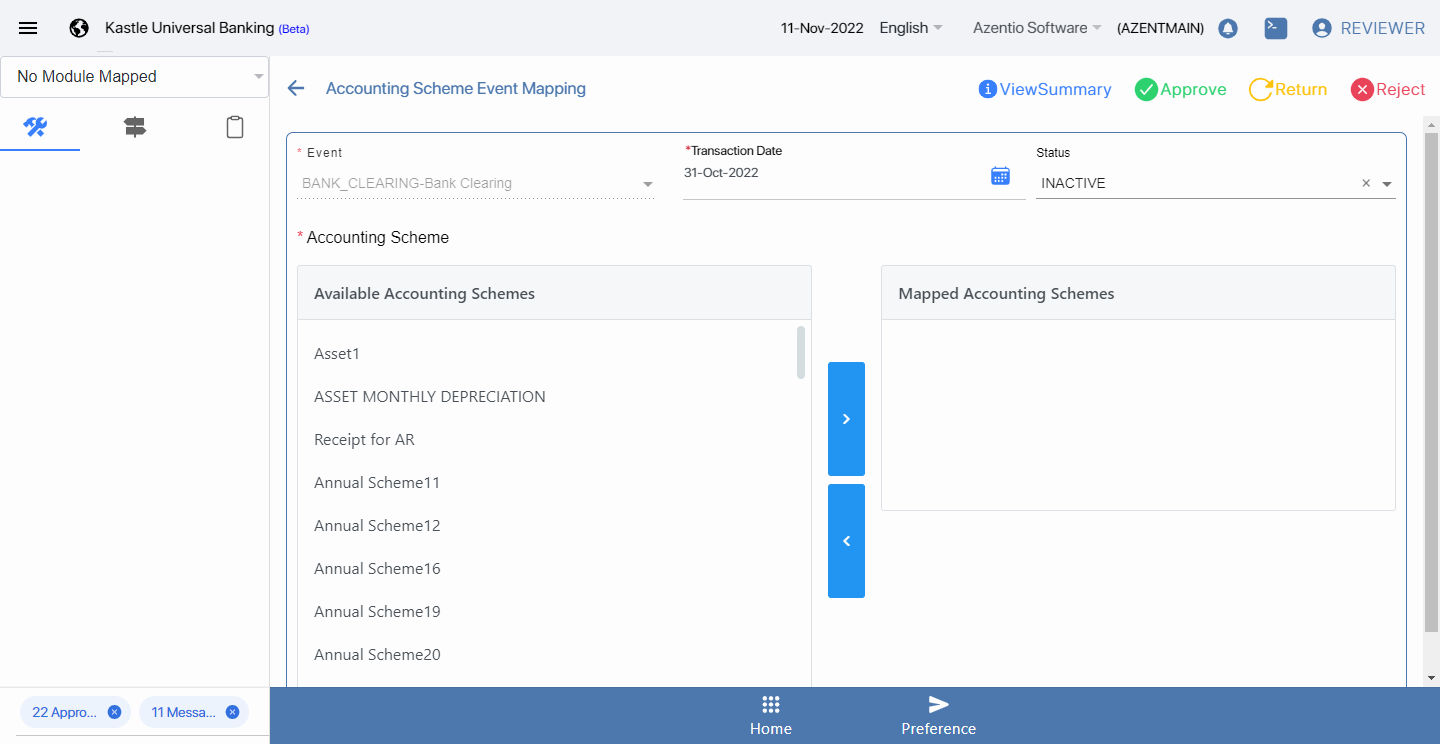 Kastle Universal Banking (Beta)
11-Nov-2022 English Azentio Software (AZENTMAIN) REVIEWER
No Module Mapped
Accounting Scheme Event Mapping
ViewSummary Approve Return Reject
* Event
BANK_CLEARING-Bank Clearing
*Transaction Date
31-Oct-2022
Status
INACTIVE
* Accounting Scheme
Available Accounting Schemes
Asset1
ASSET MONTHLY DEPRECIATION
Receipt for AR
Annual Scheme11
Annual Scheme12
Annual Scheme16
Annual Scheme19
Annual Scheme20
Mapped Accounting Schemes
22 Appro... 11 Messa...
Home Preference